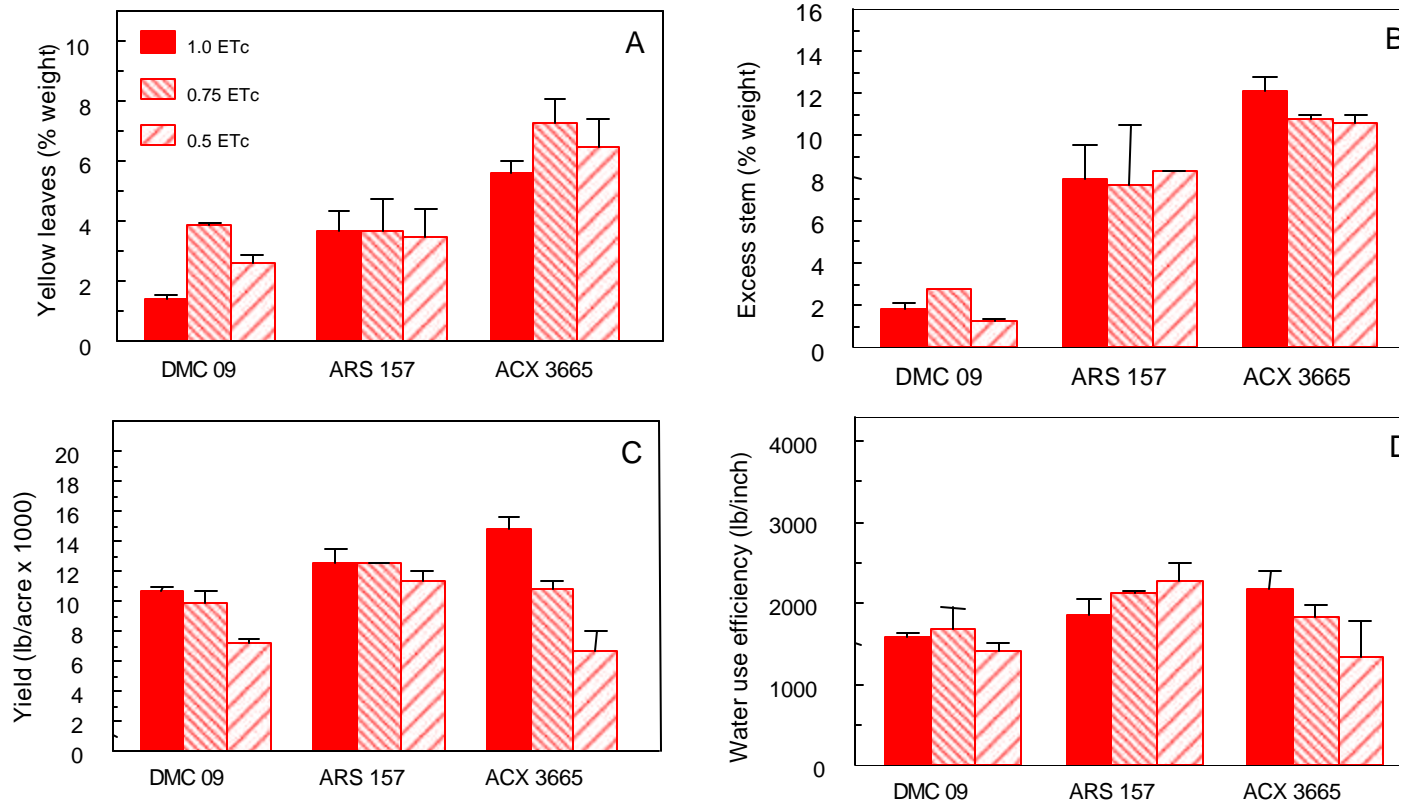 Yellow leaves (% weight)
10
8
6
4
2
0
1.0 ETc
0.75 ETc
0.5 ETc
A
DMC 09
ARS 157
ACX 3665
Excess stem (% weight)
16
14
12
10
8
6
4
2
0
B
DMC 09
ARS 157
ACX 3665
Yield (lb/acre x 1000)
20
18
16
14
12
10
8
6
4
2
0
C
DMC 09
ARS 157
ACX 3665
Water use efficiency (lb/inch)
4000
3000
2000
1000
0
D
DMC 09
ARS 157
ACX 3665